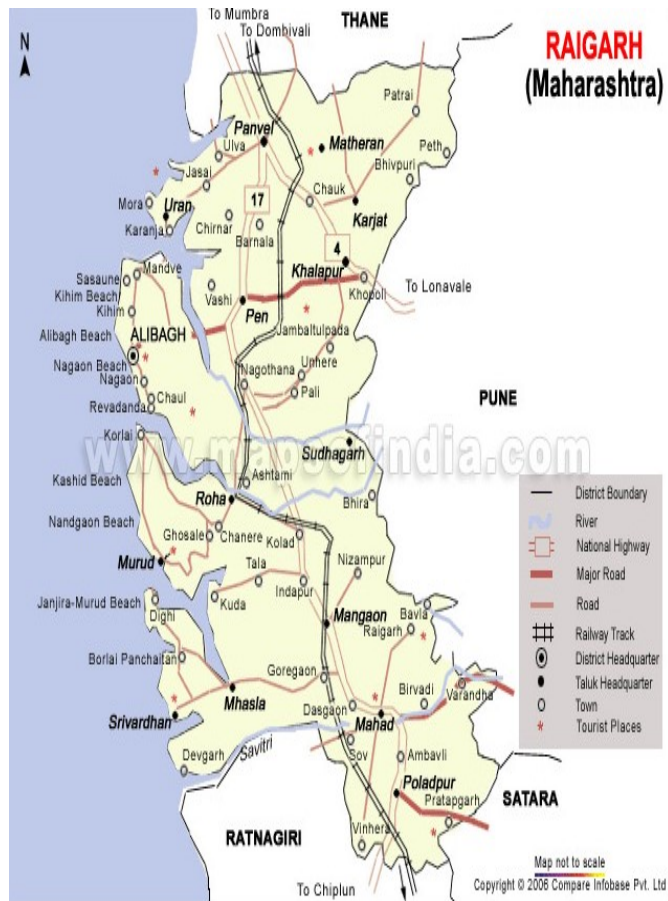 N
To Mumbra
To Dombivali
THANE
RAIGARH
(Maharashtra)
Patrai
Panvel
Ulva
Matheran
Peth
Bhivpuri
Jasai
Mora
Uran
17
Chauk
Karjat
Karanja
Chirnar
Barnala
4
Khalapur
Mandve
Sasaune
Kihim Beach
Vashi
Khopoli
To Lonavale
Kihim
Pen
Alibagh Beach
ALIBAGH
Jambaltulpada
Nagaon Beach
Nagaon
Nagothana
Unhere
Pali
PUNE
Chaul
Revadanda
Korlai
www.mapsofindia.com
Sudhagarh
Kashid Beach
Ashtami
Roha
Bhira
Nandgaon Beach
Ghosale
Chanere
Kolad
Murud
Tala
Nizampur
Janjira-Murud Beach
Dighi
Kuda
Indapur
Bavla
Mangaon
Raigarh
Borlai Panchaitan
Goregaon
Mhasla
Varandha
Birvadi
Dasgaon
Mahad
Srivardhan
Savitri
Sov
Ambavli
Devgarh
Poladpur
Pratapgarh
SATARA
RATNAGIRI
Vinhera
To Chiplun
District Boundary
River
National Highway
Major Road
Road
Railway Track
District Headquarter
Taluk Headquarter
Town
Tourist Places
Map not to scale
Copyright © 2006 Compare Infobase Pvt. Ltd